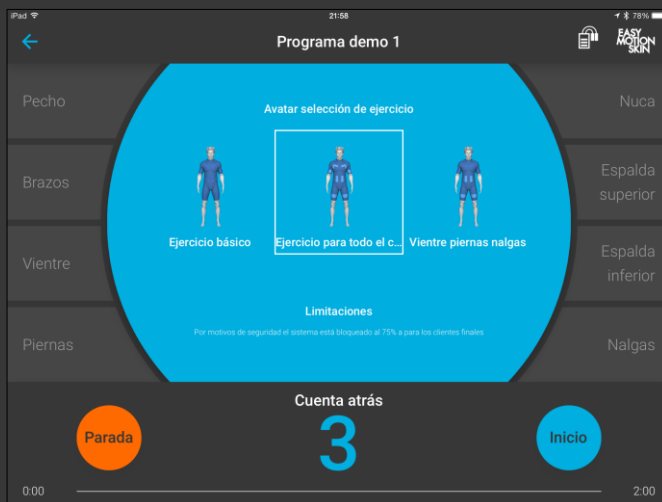 iPad 21:58 78%
Programa demo 1
EASY
MOTION
SKIN
Pecho
Brazos
Vientre
Piernas
Avatar selección de ejercicio
Ejercicio básico
Ejercicio para todo el c...
Vientre piernas nalgas
Limitaciones
Por motivos de seguridad el sistema está bloqueado al 75% a para los clientes finales
Nuca
Espalda
superior
Espalda
inferior
Nalgas
Cuenta atrás
Parada
3
Inicio
0:00
2:00